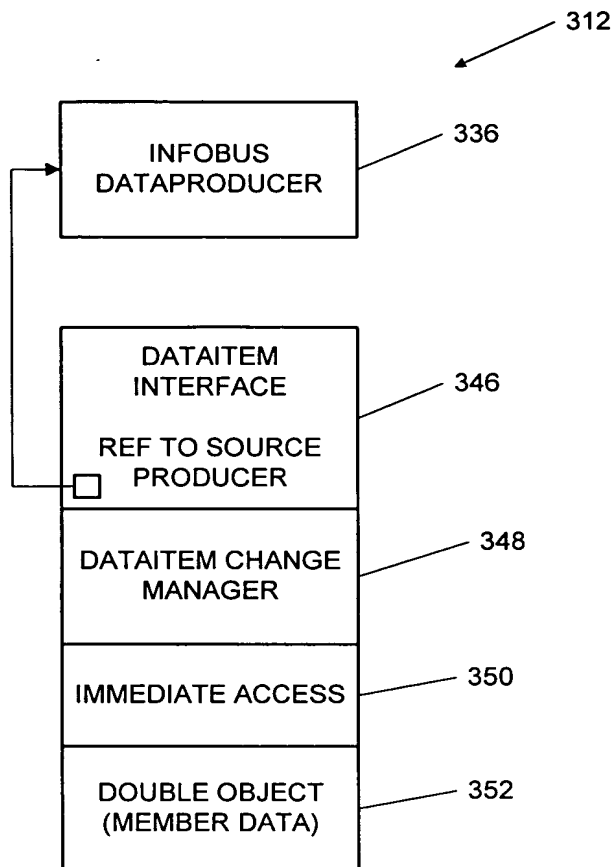 312
INFOBUS
DATAPRODUCER
336
DATAITEM
INTERFACE
346
REF TO SOURCE
PRODUCER
DATAITEM CHANGE
MANAGER
348
IMMEDIATE ACCESS
350
DOUBLE OBJECT
(MEMBER DATA)
352